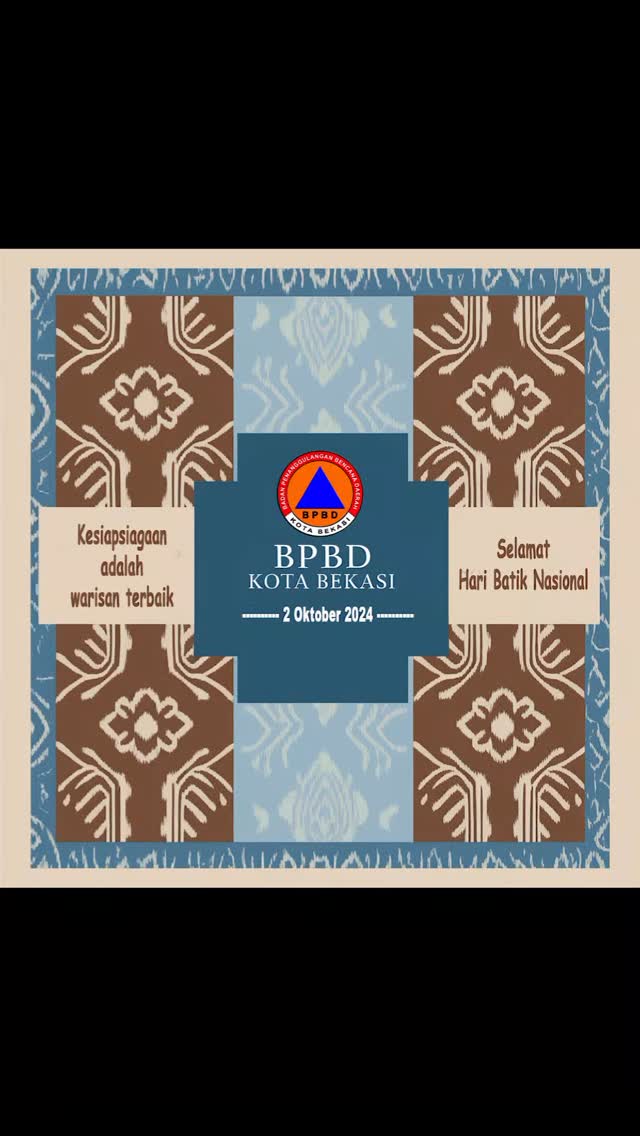 BADAN PENANGGULANGAN BENCANA DAERAH
BPBD
KOTA BEKASI
Kesiapsiagaan
adalah
warisan terbaik
BPBD
KOTA BEKASI
---------- 2 Oktober 2024 ----------
Selamat
Hari Batik Nasional